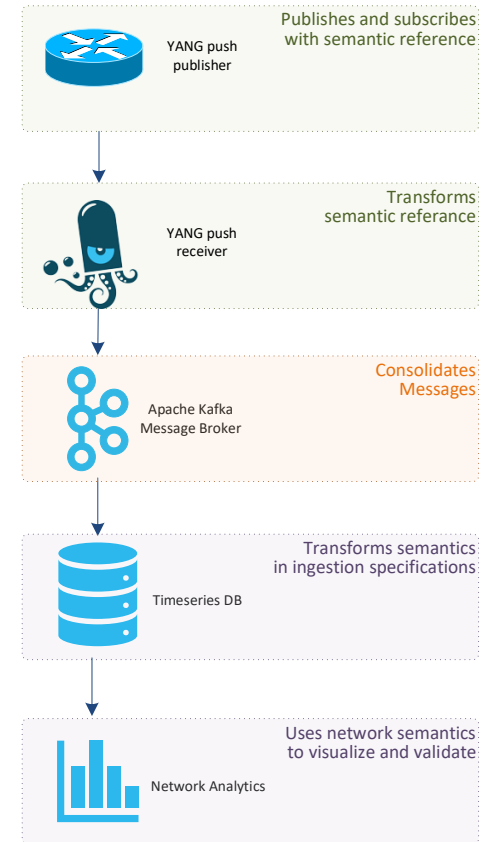 Publishes and subscribes
with semantic reference
YANG push
publisher
Transforms
semantic referance
YANG push
receiver
Consolidates
Messages
Apache Kafka
Message Broker
Transforms semantics
in ingestion specifications
Timeseries DB
Uses network semantics
to visualize and validate
Network Analytics